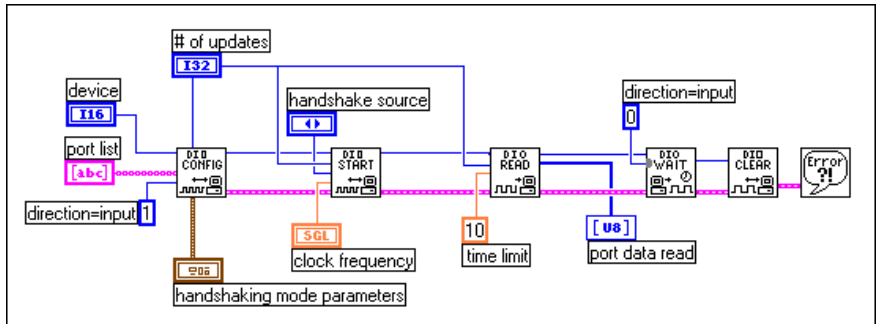 # of updates
I32
device
I16
handshake source
direction=input
0
port list
[abc]
DIO CONFIG
DIO START
DIO READ
DIO WAIT
DIO CLEAR
Error ?!
direction=input 1
SGL
10
[U8]
clock frequency
time limit
port data read
handshaking mode parameters